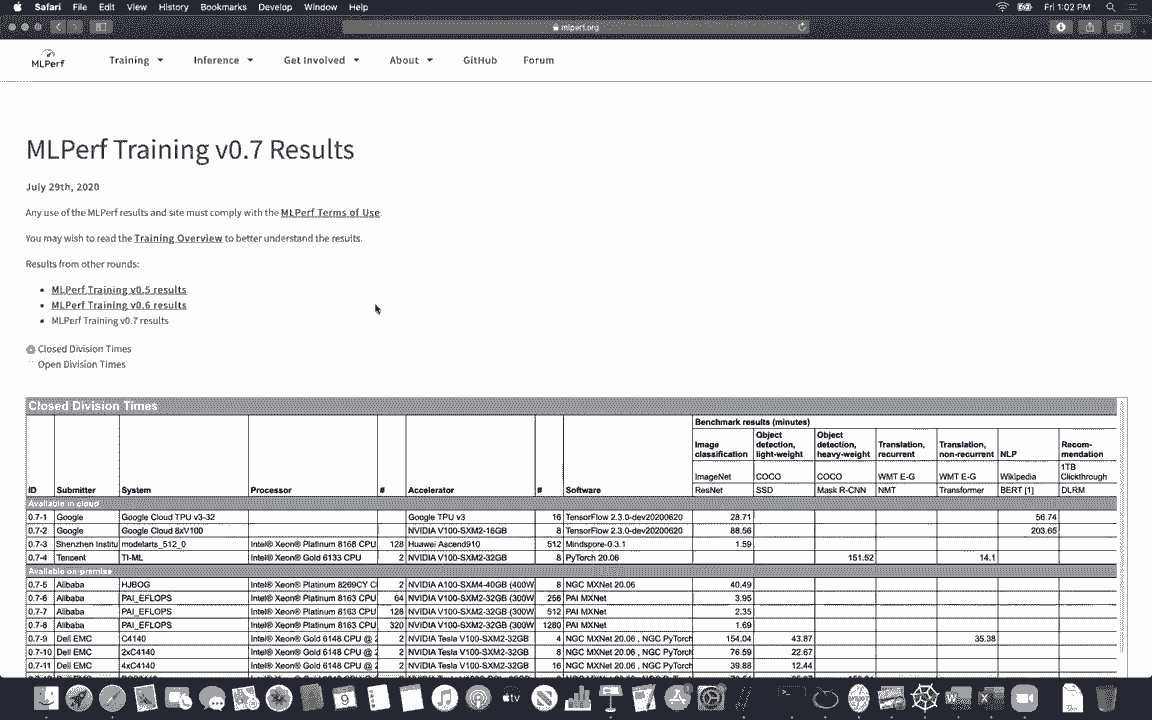 Safari File Edit View History Bookmarks Develop Window Help Fri 1:02 PM
mlperf.org
MLPerf Training Inference Get Involved About GitHub Forum
MLPerf Training v0.7 Results
July 29th, 2020
Any use of the MLPerf results and site must comply with the MLPerf Terms of Use.
You may wish to read the Training Overview to better understand the results.
Results from other rounds:
MLPerf Training v0.5 results
MLPerf Training v0.6 results
MLPerf Training v0.7 results
Closed Division Times
Open Division Times
Closed Division Times
Benchmark results (minutes)
Image classification Object detection, light-weight Object detection, heavy-weight Translation, recurrent Translation, non-recurrent NLP Recom-mendation
ImageNet COCO COCO WMT E-G WMT E-G Wikipedia 1TB Clickthrough
ID Submitter System Processor # Accelerator # Software ResNet SSD Mask R-CNN NMT Transformer BERT [1] DLRM
Available in cloud
0.7-1 Google Google Cloud TPU v3-32 Google TPU v3 16 TensorFlow 2.3.0-dev20200620 28.71 56.74
0.7-2 Google Google Cloud 8xV100 NVIDIA V100-SXM2-16GB 8 TensorFlow 2.3.0-dev20200620 88.56 203.65
0.7-3 Shenzhen Institu modelarts_512_0 Intel® Xeon® Platinum 8168 CPU 128 Huawei Ascend910 512 Mindspore-0.3.1 1.59
0.7-4 Tencent TI-ML Intel® Xeon® Gold 6133 CPU 2 NVIDIA V100-SXM2-32GB 8 PyTorch 20.06 151.52 14.1
Available on-premise
0.7-5 Alibaba HJBOG Intel® Xeon® Platinum 8269CY C 2 NVIDIA A100-SXM4-40GB (400W 8 NGC MXNet 20.06 40.49
0.7-6 Alibaba PAI_EFLOPS Intel® Xeon® Platinum 8163 CPU 64 NVIDIA V100-SXM2-32GB (300W 256 PAI MXNet 3.95
0.7-7 Alibaba PAI_EFLOPS Intel® Xeon® Platinum 8163 CPU 128 NVIDIA V100-SXM2-32GB (300W 512 PAI MXNet 2.35
0.7-8 Alibaba PAI_EFLOPS Intel® Xeon® Platinum 8163 CPU 320 NVIDIA V100-SXM2-32GB (300W 1280 PAI MXNet 1.69
0.7-9 Dell EMC C4140 Intel® Xeon® Gold 6148 CPU @ 2 2 NVIDIA Tesla V100-SXM2-32GB 4 NGC MXNet 20.06 , NGC PyTorch 154.04 43.87 35.38
0.7-10 Dell EMC 2xC4140 Intel® Xeon® Gold 6148 CPU @ 2 2 NVIDIA Tesla V100-SXM2-32GB 8 NGC MXNet 20.06 , NGC PyTorch 76.59 22.67
0.7-11 Dell EMC 4xC4140 Intel® Xeon® Gold 6148 CPU @ 2 2 NVIDIA Tesla V100-SXM2-32GB 16 NGC MXNet 20.06 , NGC PyTorch 39.88 12.44